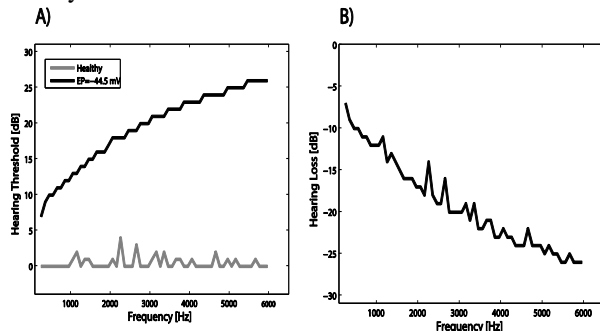 A)
Hearing Threshold [dB]
30
25
20
15
10
5
0
Healthy
EP=-44.5 mV
1000 2000 3000 4000 5000 6000
Frequency [Hz]
B)
Hearing Loss [dB]
0
-5
-10
-15
-20
-25
-30
1000 2000 3000 4000 5000 6000
Frequency [Hz]